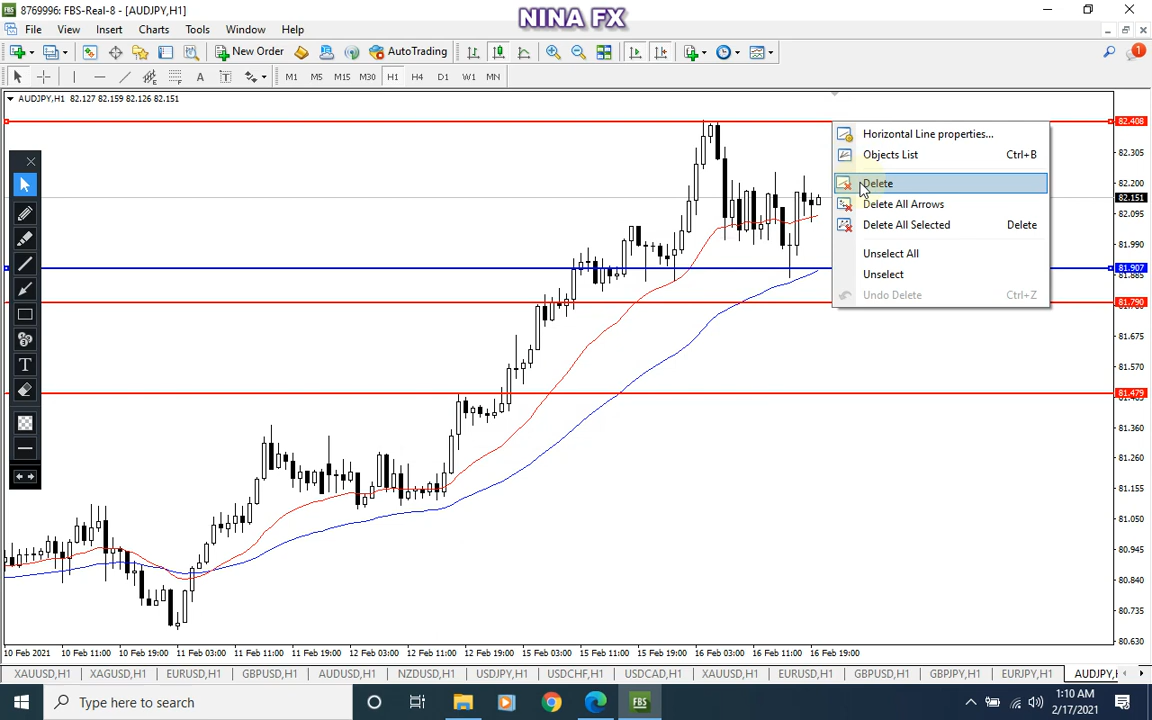 8769996: FBS-Real-8 - [AUDJPY,H1]
NINA FX
File View Insert Charts Tools Window Help
New Order AutoTrading
1
A T M1 M5 M15 M30 H1 H4 D1 W1 MN
AUDJPY,H1 82.127 82.159 82.126 82.151
82.408
82.305
82.200
82.151
82.095
81.990
81.907
81.885
81.790
81.675
81.570
81.479
81.360
81.260
81.155
81.050
80.945
80.840
80.735
80.630
Horizontal Line properties...
Objects List Ctrl+B
Delete
Delete All Arrows
Delete All Selected Delete
Unselect All
Unselect
Undo Delete Ctrl+Z
T
10 Feb 2021 10 Feb 11:00 10 Feb 19:00 11 Feb 03:00 11 Feb 11:00 11 Feb 19:00 12 Feb 03:00 12 Feb 11:00 12 Feb 19:00 15 Feb 03:00 15 Feb 11:00 15 Feb 19:00 16 Feb 03:00 16 Feb 11:00 16 Feb 19:00
XAUUSD,H1 XAGUSD,H1 EURUSD,H1 GBPUSD,H1 AUDUSD,H1 NZDUSD,H1 USDJPY,H1 USDCHF,H1 USDCAD,H1 XAUUSD,H1 EURUSD,H1 GBPUSD,H1 GBPJPY,H1 EURJPY,H1 AUDJPY,H
Type here to search
FBS
1:10 AM
2/17/2021